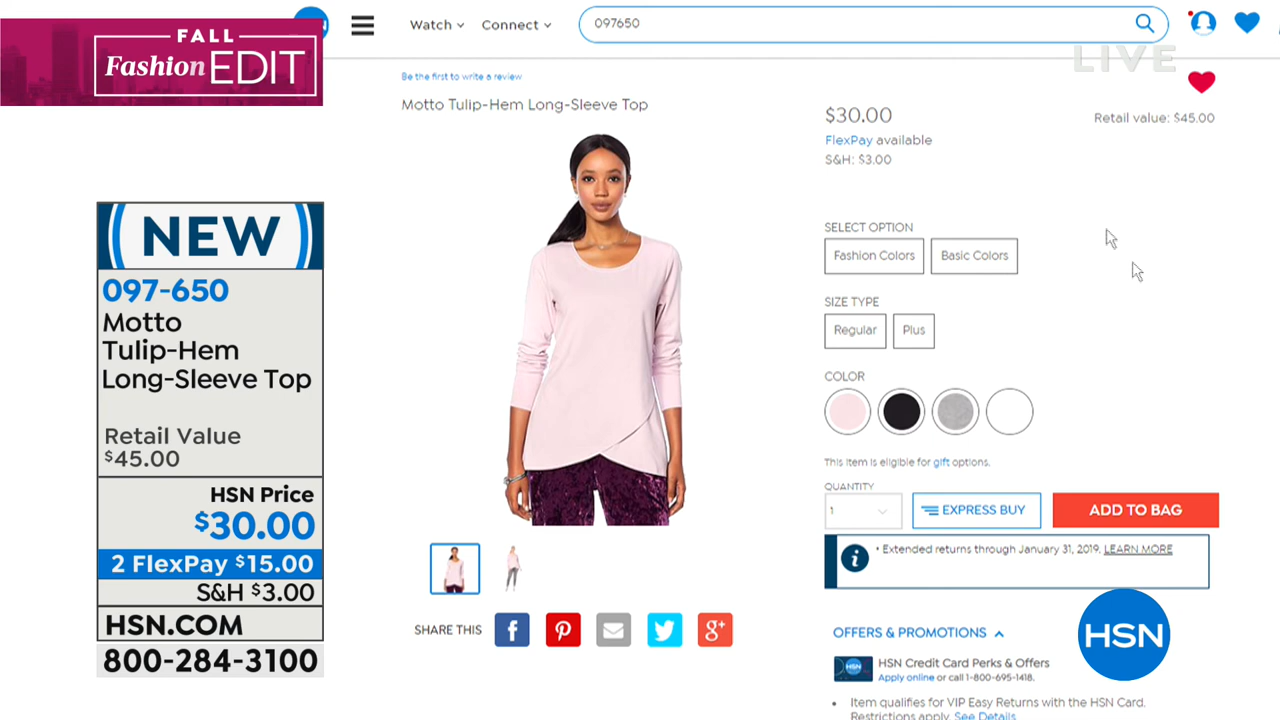 FALL
Fashion EDIT
NEW
097-650
Motto
Tulip-Hem
Long-Sleeve Top
Retail Value
$45.00
HSN Price
$30.00
2 FlexPay $15.00
S&H $3.00
HSN.COM
800-284-3100
Watch
Connect
097650
LIVE
Be the first to write a review
Motto Tulip-Hem Long-Sleeve Top
$30.00
Retail value: $45.00
FlexPay available
S&H: $3.00
SELECT OPTION
Fashion Colors
Basic Colors
SIZE TYPE
Regular
Plus
COLOR
This item is eligible for gift options.
QUANTITY
1
EXPRESS BUY
ADD TO BAG
• Extended returns through January 31, 2019. LEARN MORE
SHARE THIS
HSN
OFFERS & PROMOTIONS
HSN
HSN Credit Card Perks & Offers
Apply online or call 1-800-695-1418.
• Item qualifies for VIP Easy Returns with the HSN Card.
Restrictions apply. See Details.